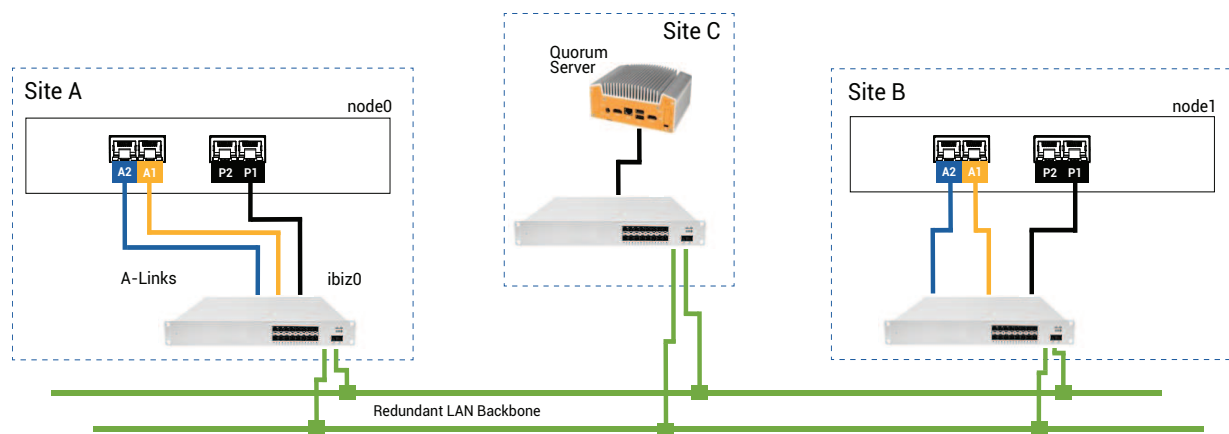 Site C
Quorum
Server
Site A
node0
A2 A1 P2 P1
A-Links
ibiz0
Site B
node1
A2 A1 P2 P1
Redundant LAN Backbone